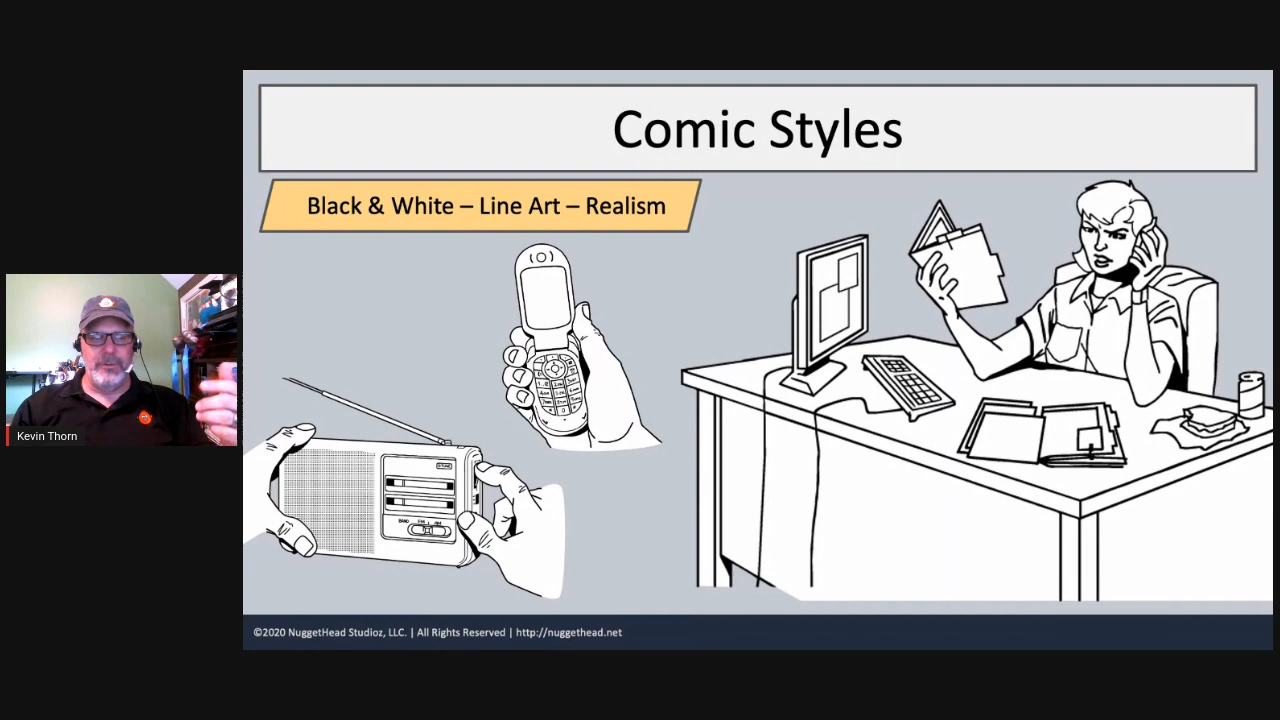 Comic Styles
Black & White – Line Art – Realism
Kevin Thorn
©2020 NuggetHead Studioz, LLC. | All Rights Reserved | http://nuggethead.net